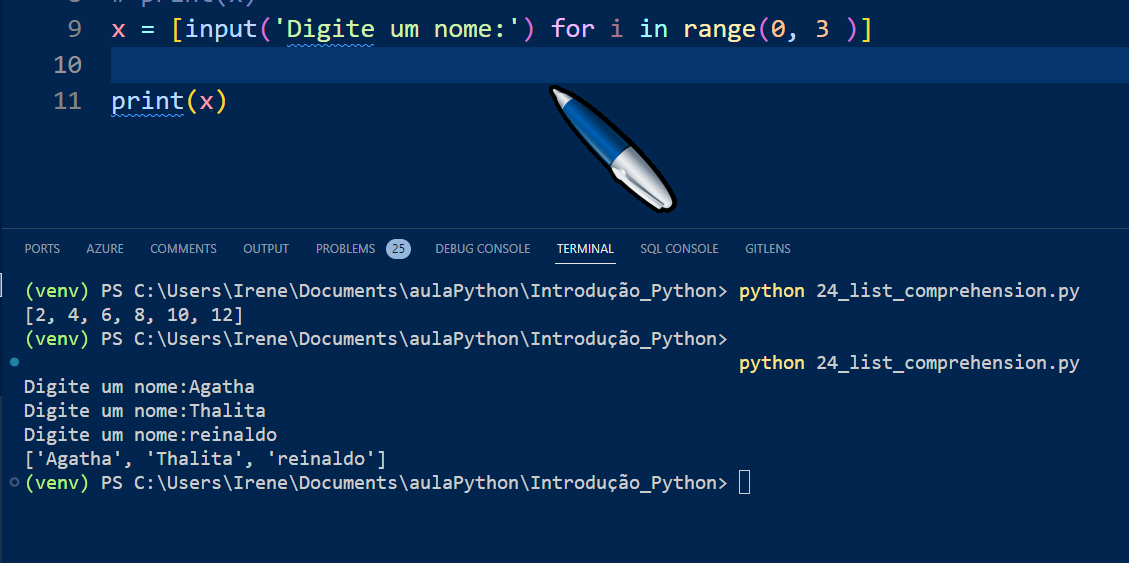 # print(x)
9 x = [input('Digite um nome:') for i in range(0, 3 )]
10
11 print(x)
PORTS AZURE COMMENTS OUTPUT PROBLEMS 25 DEBUG CONSOLE TERMINAL SQL CONSOLE GITLENS
(venv) PS C:\Users\Irene\Documents\aulaPython\Introdução_Python> python 24_list_comprehension.py
[2, 4, 6, 8, 10, 12]
(venv) PS C:\Users\Irene\Documents\aulaPython\Introdução_Python>
python 24_list_comprehension.py
Digite um nome:Agatha
Digite um nome:Thalita
Digite um nome:reinaldo
['Agatha', 'Thalita', 'reinaldo']
(venv) PS C:\Users\Irene\Documents\aulaPython\Introdução_Python>